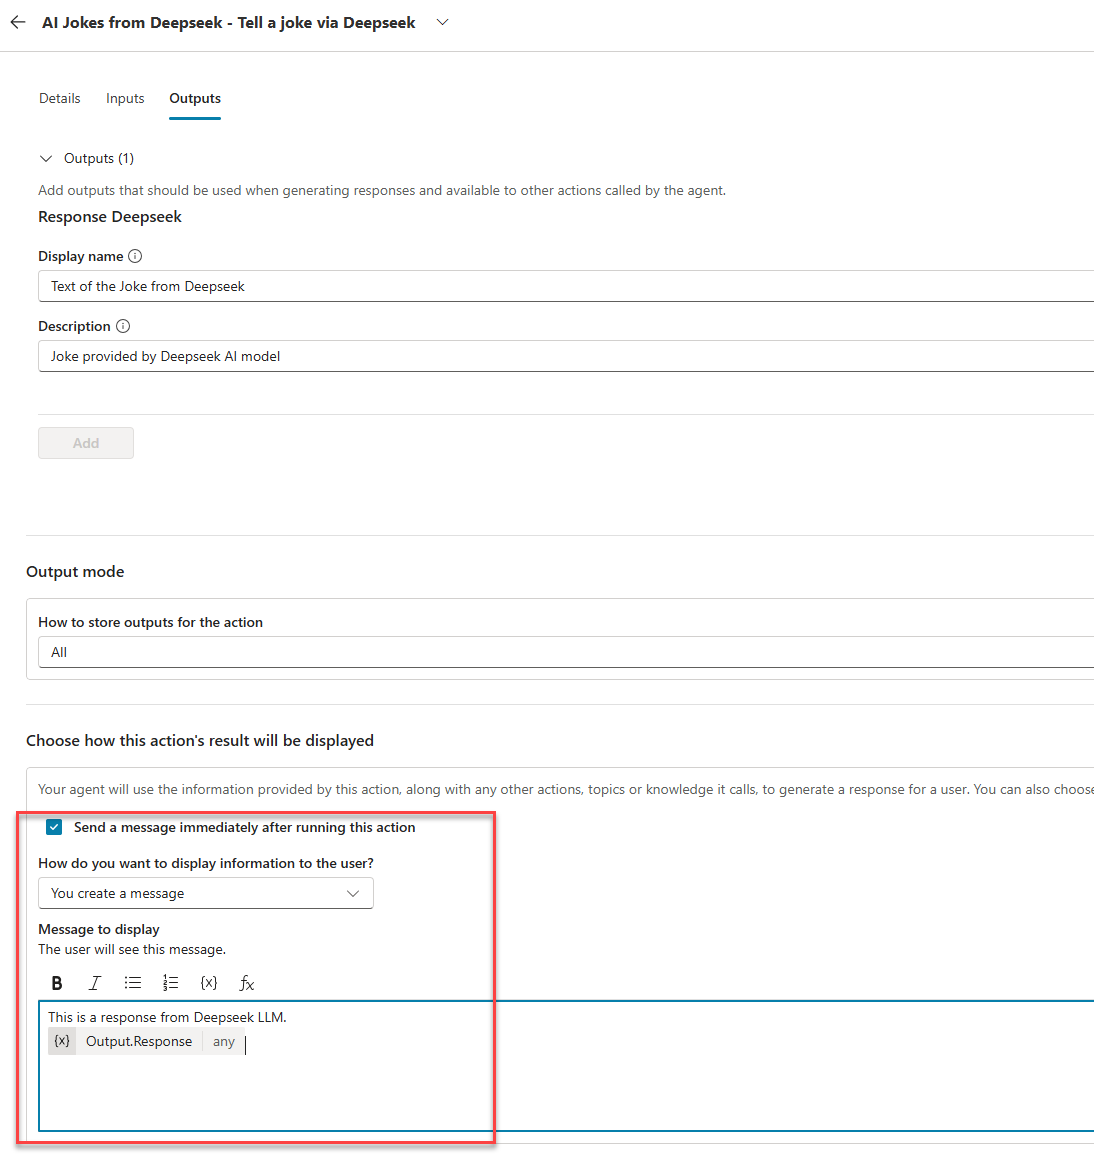 AI Jokes from Deepseek - Tell a joke via Deepseek
Details Inputs Outputs
Outputs (1)
Add outputs that should be used when generating responses and available to other actions called by the agent.
Response Deepseek
Display name
Text of the Joke from Deepseek
Description
Joke provided by Deepseek AI model
Add
Output mode
How to store outputs for the action
All
Choose how this action's result will be displayed
Your agent will use the information provided by this action, along with any other actions, topics or knowledge it calls, to generate a response for a user. You can also choose
Send a message immediately after running this action
How do you want to display information to the user?
You create a message
Message to display
The user will see this message.
B I {x} fx
This is a response from Deepseek LLM.
{x} Output.Response any